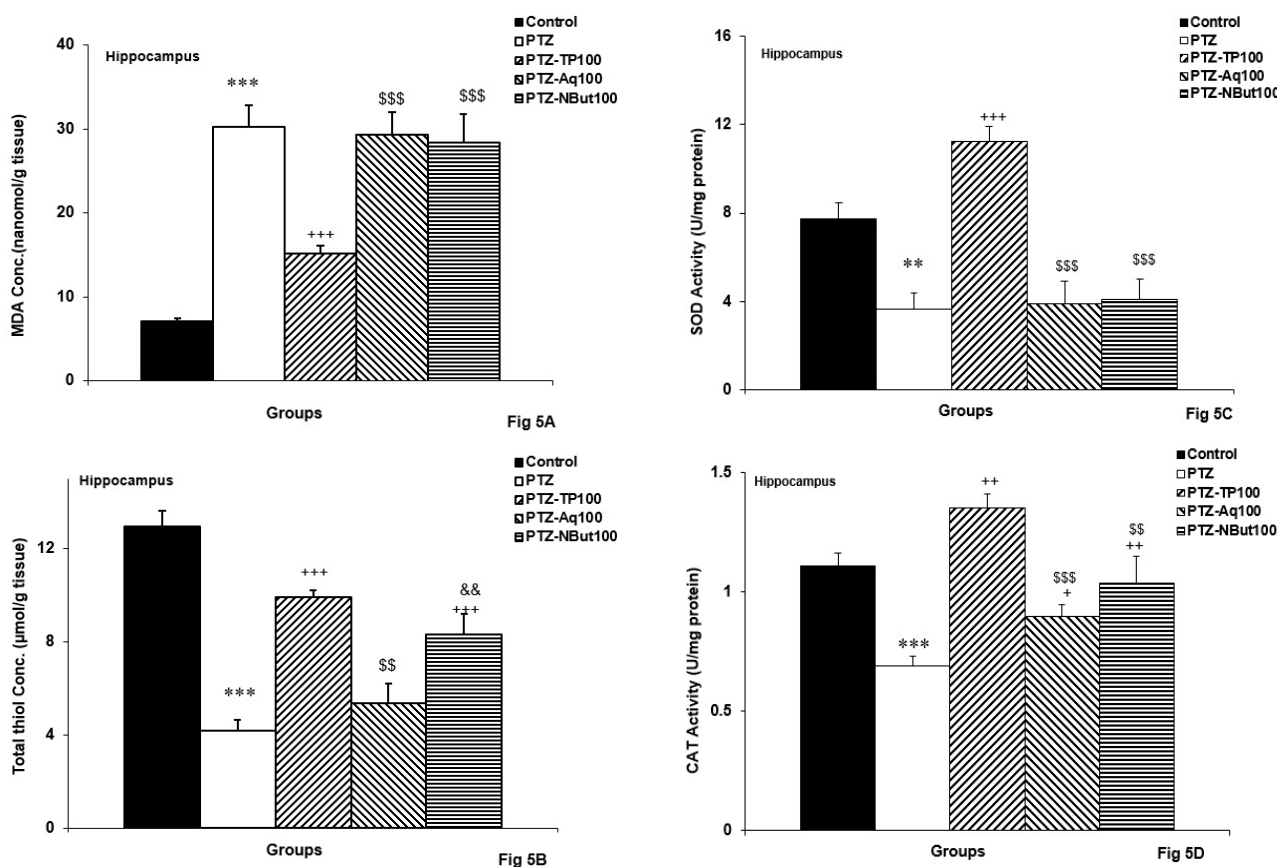 Control
PTZ
PTZ-TP100
PTZ-Aq100
PTZ-NBut100
40
30
20
10
0
MDA Conc.(nanomol/g tissue)
Hippocampus
***
+++
$$$
$$$
Groups
Fig 5A
Control
PTZ
PTZ-TP100
PTZ-Aq100
PTZ-NBut100
16
12
8
4
0
SOD Activity (U/mg protein)
Hippocampus
**
+++
$$$
$$$
Groups
Fig 5C
Control
PTZ
PTZ-TP100
PTZ-Aq100
PTZ-NBut100
12
8
4
0
Total thiol Conc. (µmol/g tissue)
Hippocampus
***
+++
$$
&&
+++
Groups
Fig 5B
Control
PTZ
PTZ-TP100
PTZ-Aq100
PTZ-NBut100
1.5
1
0.5
0
CAT Activity (U/mg protein)
Hippocampus
***
++
$$$
+
$$
++
Groups
Fig 5D